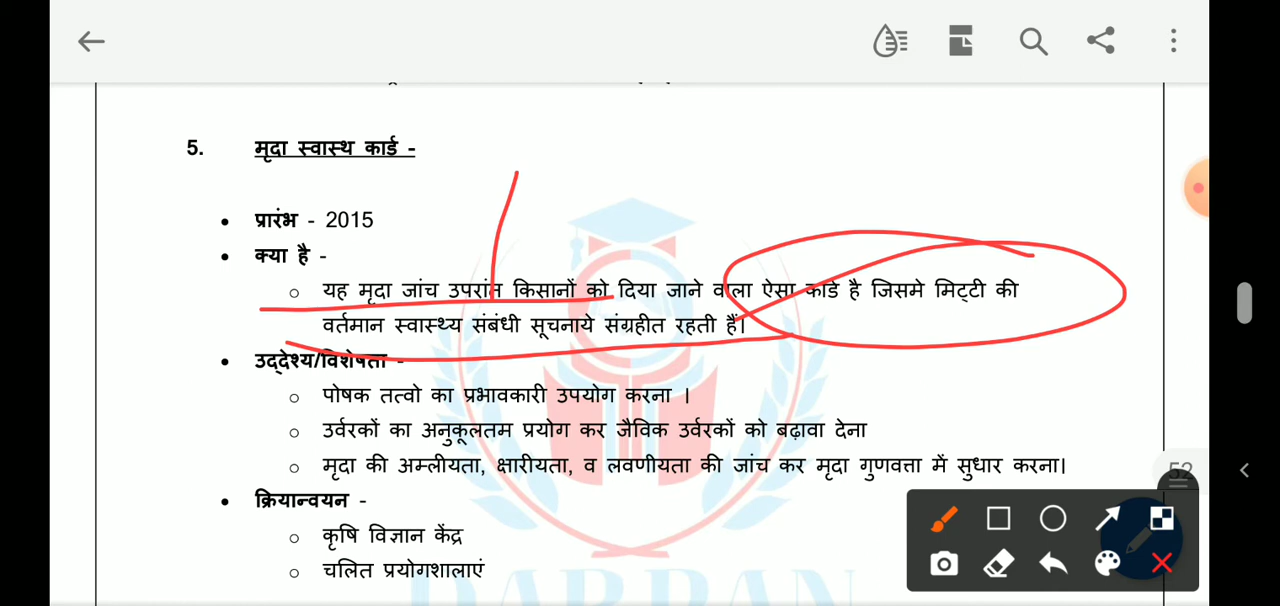 5. मृदा स्वास्थ कार्ड -
• प्रारंभ - 2015
• क्या है -
o यह मृदा जांच उपरांत किसानों को दिया जाने वाला ऐसा कार्ड है जिसमे मिट्टी की
वर्तमान स्वास्थ्य संबंधी सूचनाये संग्रहीत रहती हैं।
• उद्देश्य/विशेषता -
o पोषक तत्वो का प्रभावकारी उपयोग करना ।
o उर्वरकों का अनुकूलतम प्रयोग कर जैविक उर्वरकों को बढ़ावा देना
o मृदा की अम्लीयता, क्षारीयता, व लवणीयता की जांच कर मृदा गुणवत्ता में सुधार करना।
52
• क्रियान्वयन -
o कृषि विज्ञान केंद्र
o चलित प्रयोगशालाएं
DARPAN